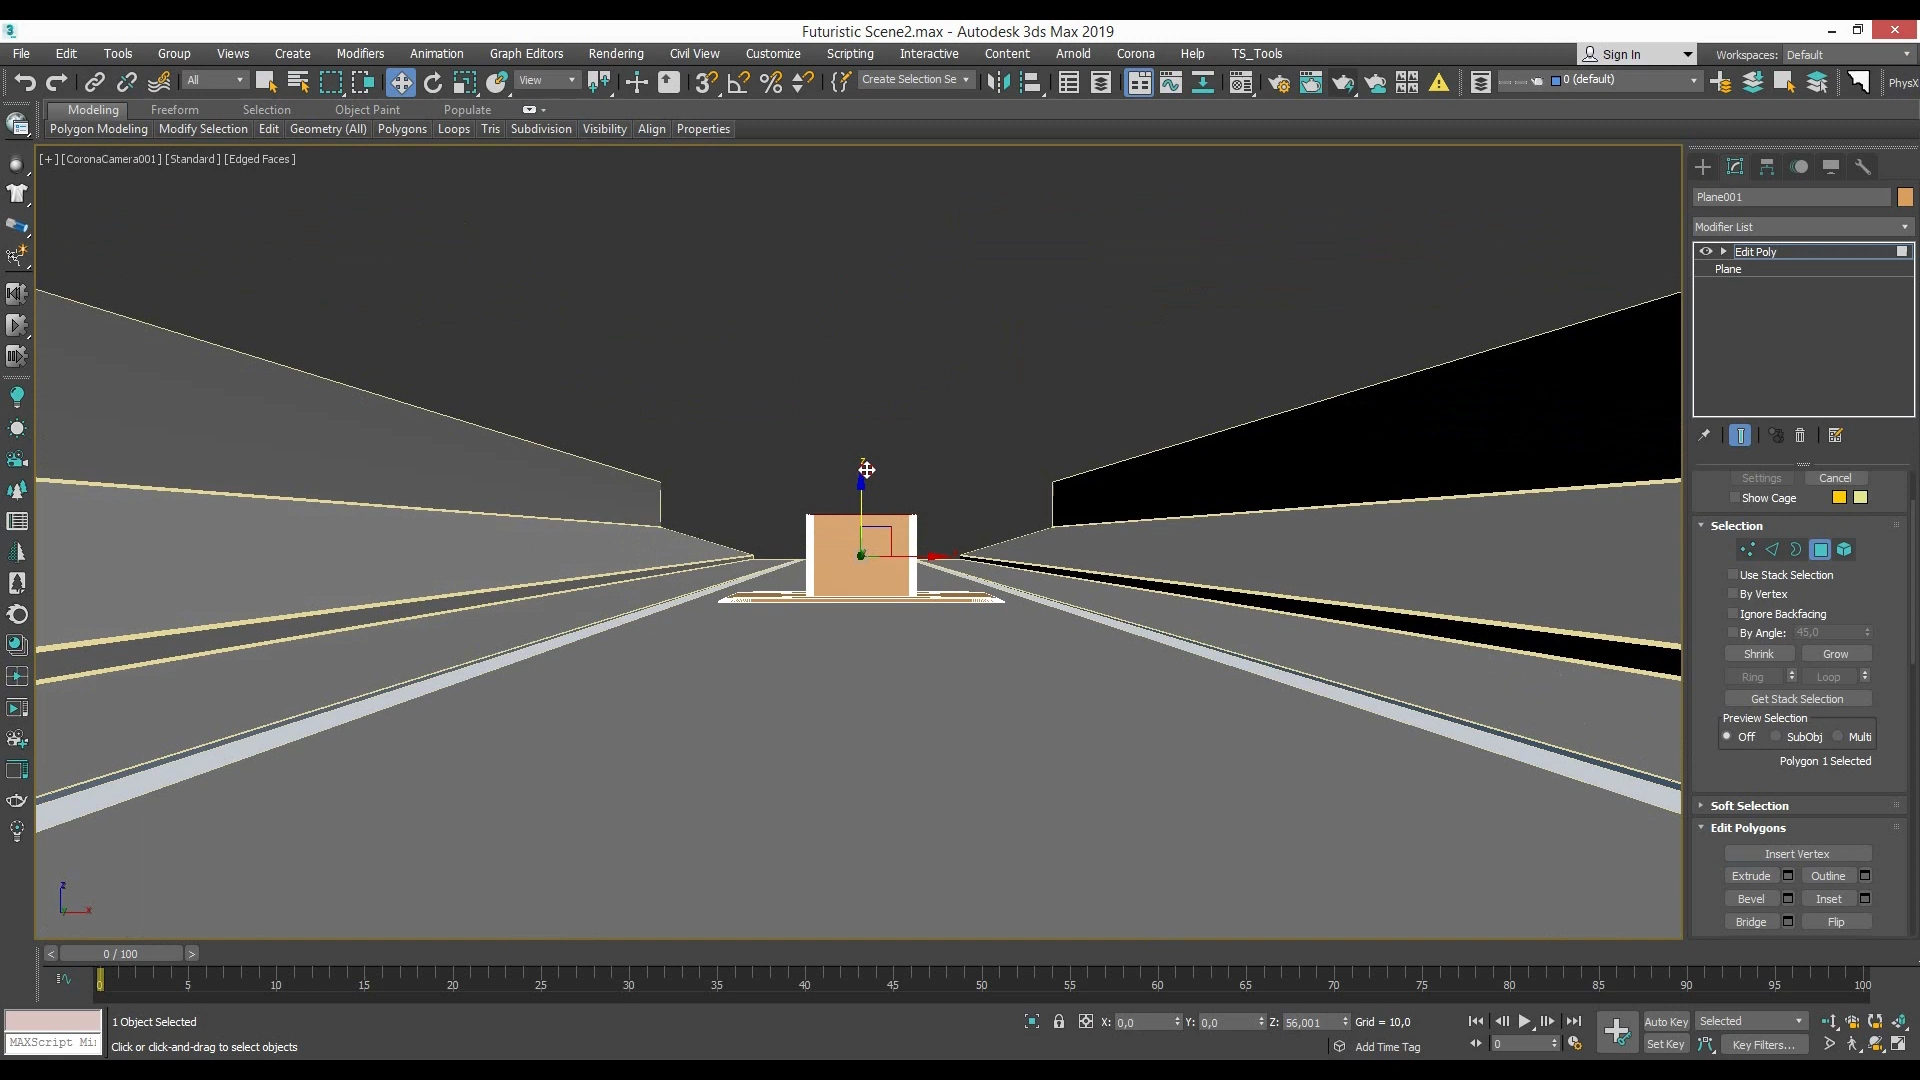 Futuristic Scene2.max - Autodesk 3ds Max 2019
File Edit Tools Group Views Create Modifiers Animation Graph Editors Rendering Civil View Customize Scripting Interactive Content Arnold Corona Help TS_Tools Sign In Workspaces: Default
All View Create Selection Se 0 (default) PhysX
Modeling Freeform Selection Object Paint Populate
Polygon Modeling Modify Selection Edit Geometry (All) Polygons Loops Tris Subdivision Visibility Align Properties
[+] [CoronaCamera001] [Standard] [Edged Faces]
Plane001
Modifier List
Edit Poly
Plane
Settings Cancel
Show Cage
Selection
Use Stack Selection
By Vertex
Ignore Backfacing
By Angle: 45,0
Shrink Grow
Ring Loop
Get Stack Selection
Preview Selection
Off SubObj Multi
Polygon 1 Selected
Soft Selection
Edit Polygons
Insert Vertex
Extrude Outline
Bevel Inset
Bridge Flip
z
z
x
< 0 / 100 >
0 5 10 15 20 25 30 35 40 45 50 55 60 65 70 75 80 85 90 95 100
1 Object Selected X: 0,0 Y: 0,0 Z: 56,001 Grid = 10,0 Auto Key Selected
MAXScript Mi Click or click-and-drag to select objects Add Time Tag 0 Set Key Key Filters...